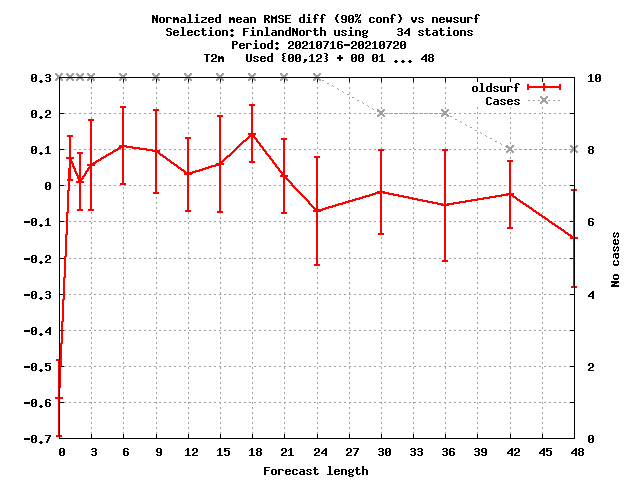 Normalized mean RMSE diff (90% conf) vs newsurf
Selection: FinlandNorth using    34 stations
Period: 20210716-20210720
T2m   Used {00,12} + 00 01 ... 48
oldsurf
Cases
0.3
0.2
0.1
0
-0.1
-0.2
-0.3
-0.4
-0.5
-0.6
-0.7
10
8
6
4
2
0
No cases
0 3 6 9 12 15 18 21 24 27 30 33 36 39 42 45 48
Forecast length